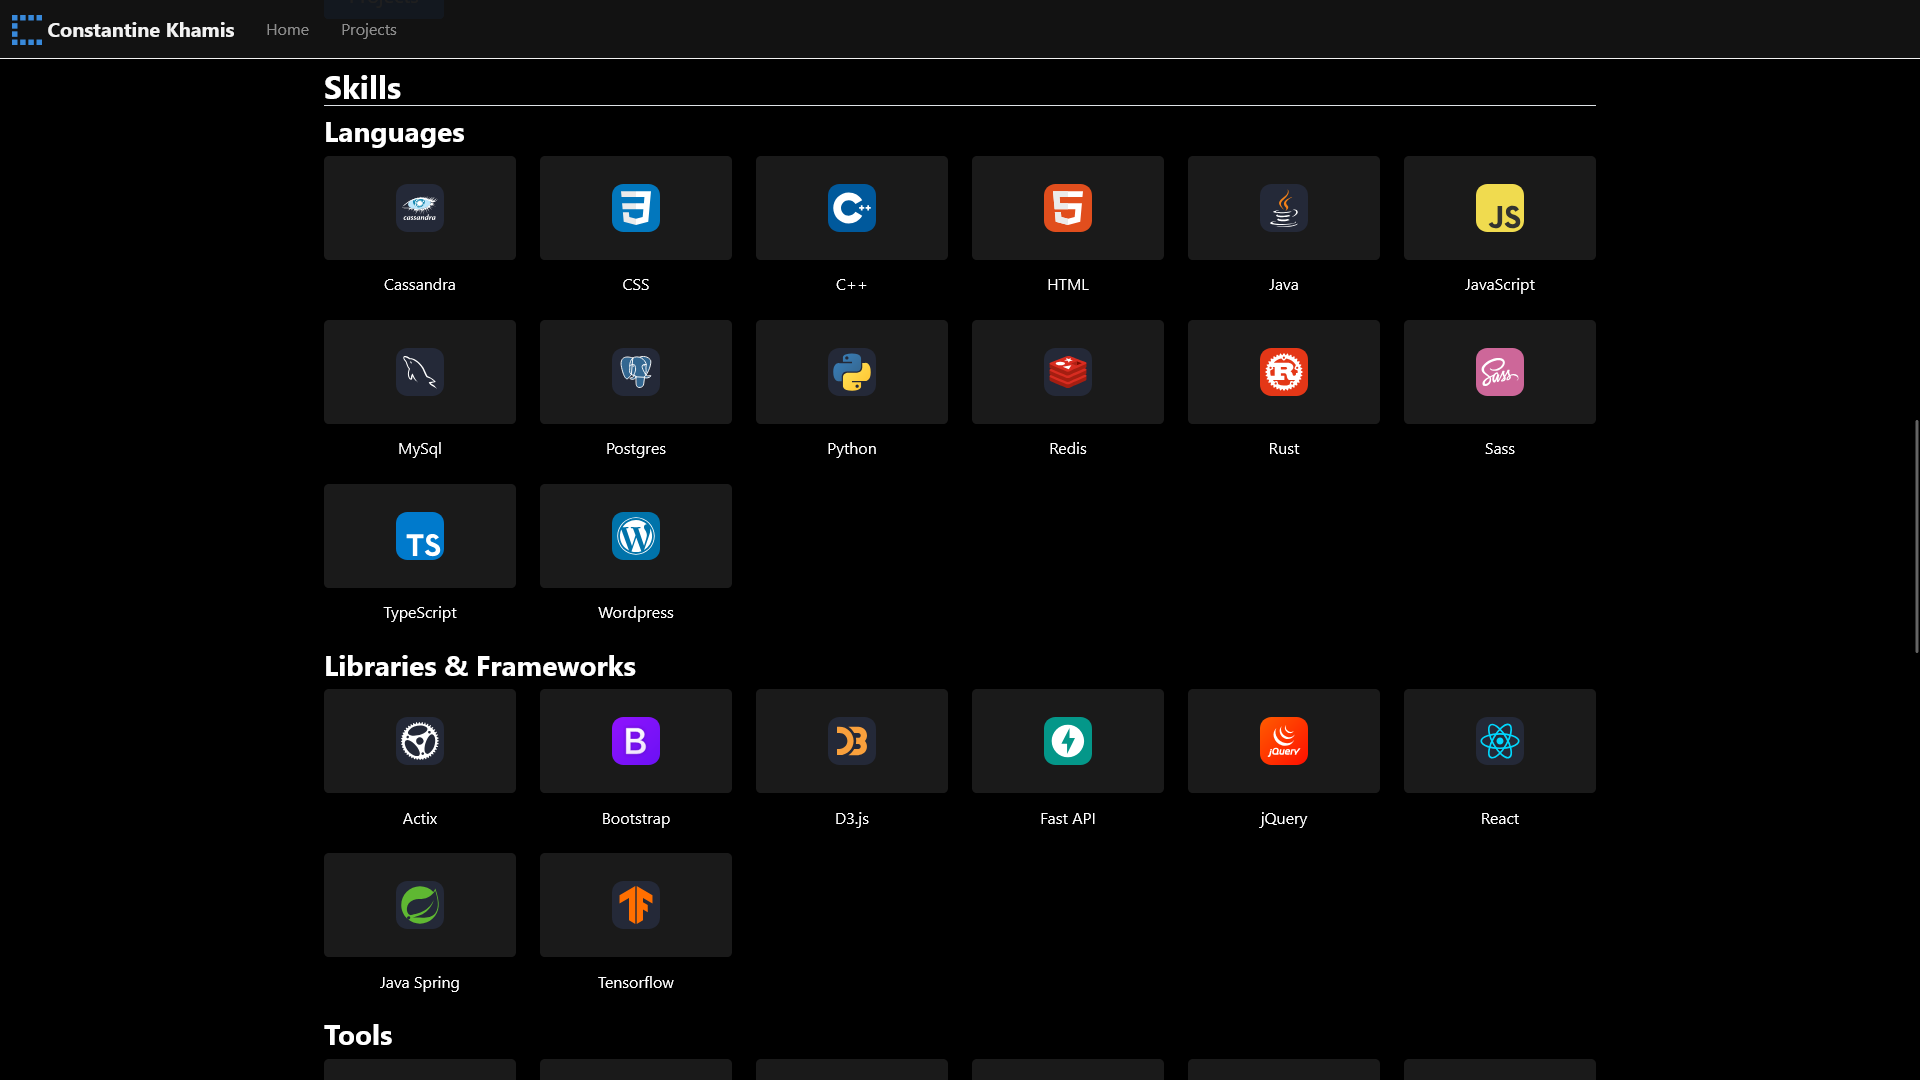 Projects
Constantine Khamis Home Projects
Skills
Languages
cassandra
C++
JS
Cassandra CSS C++ HTML Java JavaScript
R Sass
MySql Postgres Python Redis Rust Sass
TS W
TypeScript Wordpress
Libraries & Frameworks
B D3 jQuery
Actix Bootstrap D3.js Fast API jQuery React
Java Spring Tensorflow
Tools